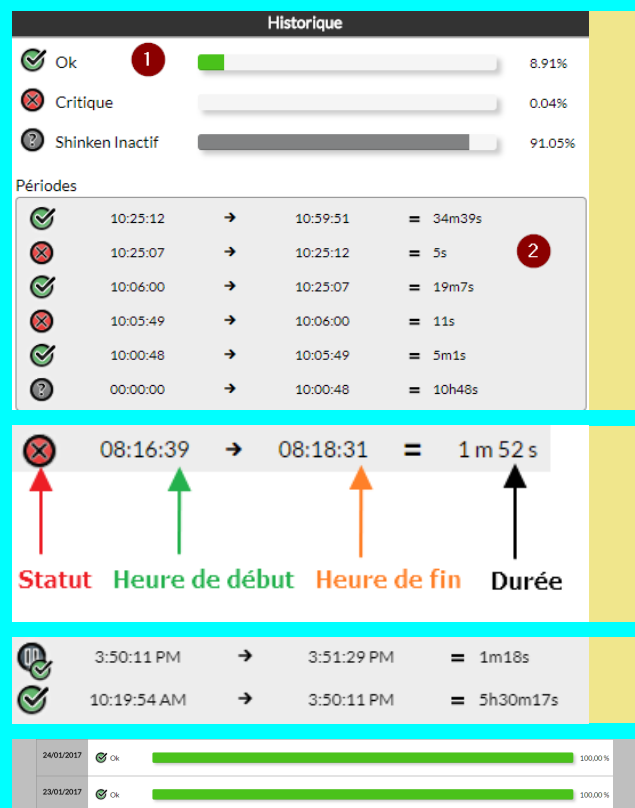 Historique
Ok 1 8.91%
Critique 0.04%
? Shinken Inactif 91.05%
Périodes
10:25:12 → 10:59:51 = 34m39s
10:25:07 → 10:25:12 = 5s 2
10:06:00 → 10:25:07 = 19m7s
10:05:49 → 10:06:00 = 11s
10:00:48 → 10:05:49 = 5m1s
? 00:00:00 → 10:00:48 = 10h48s
08:16:39 → 08:18:31 = 1 m 52 s
Statut Heure de début Heure de fin Durée
3:50:11 PM → 3:51:29 PM = 1m18s
10:19:54 AM → 3:50:11 PM = 5h30m17s
24/01/2017 Ok 100,00 %
23/01/2017 Ok 100,00 %